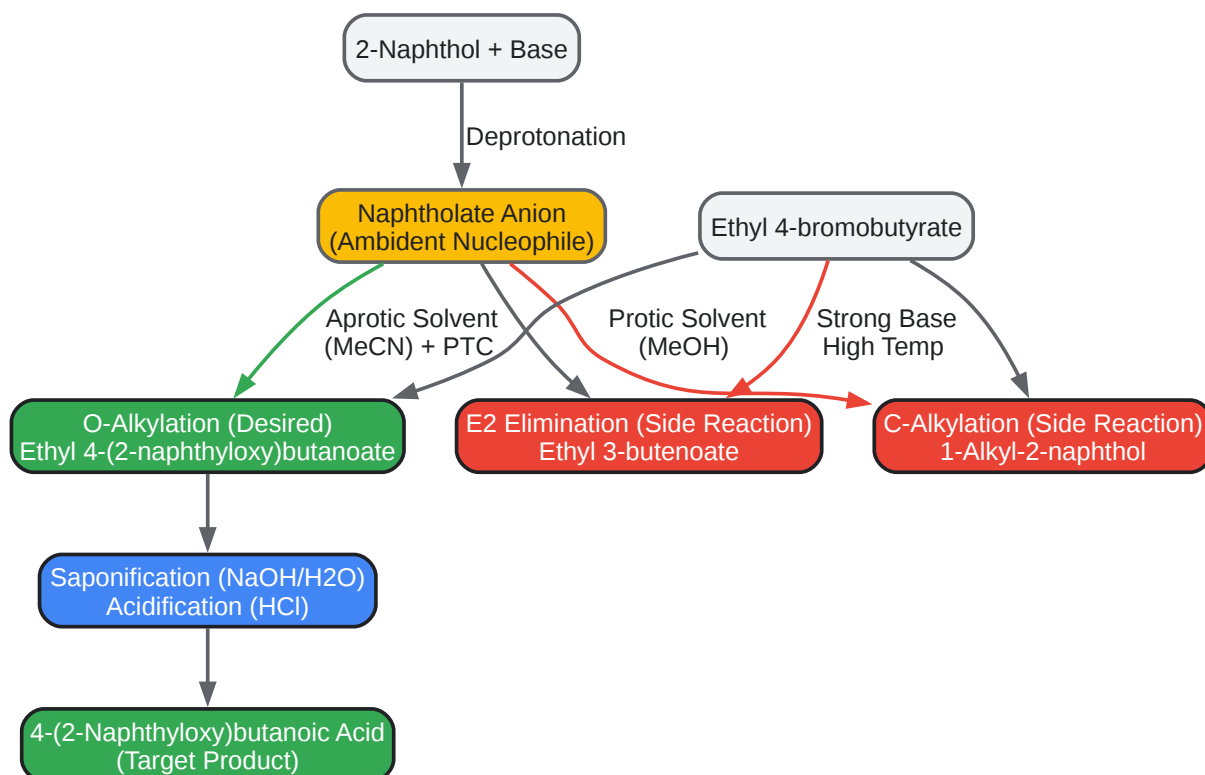 2-Naphthol + Base
Deprotonation
Naphtholate Anion
(Ambident Nucleophile)
Ethyl 4-bromobutyrate
Aprotic Solvent
(MeCN) + PTC
Protic Solvent
(MeOH)
Strong Base
High Temp
O-Alkylation (Desired)
Ethyl 4-(2-naphthyloxy)butanoate
E2 Elimination (Side Reaction)
Ethyl 3-butenoate
C-Alkylation (Side Reaction)
1-Alkyl-2-naphthol
Saponification (NaOH/H2O)
Acidification (HCl)
4-(2-Naphthyloxy)butanoic Acid
(Target Product)